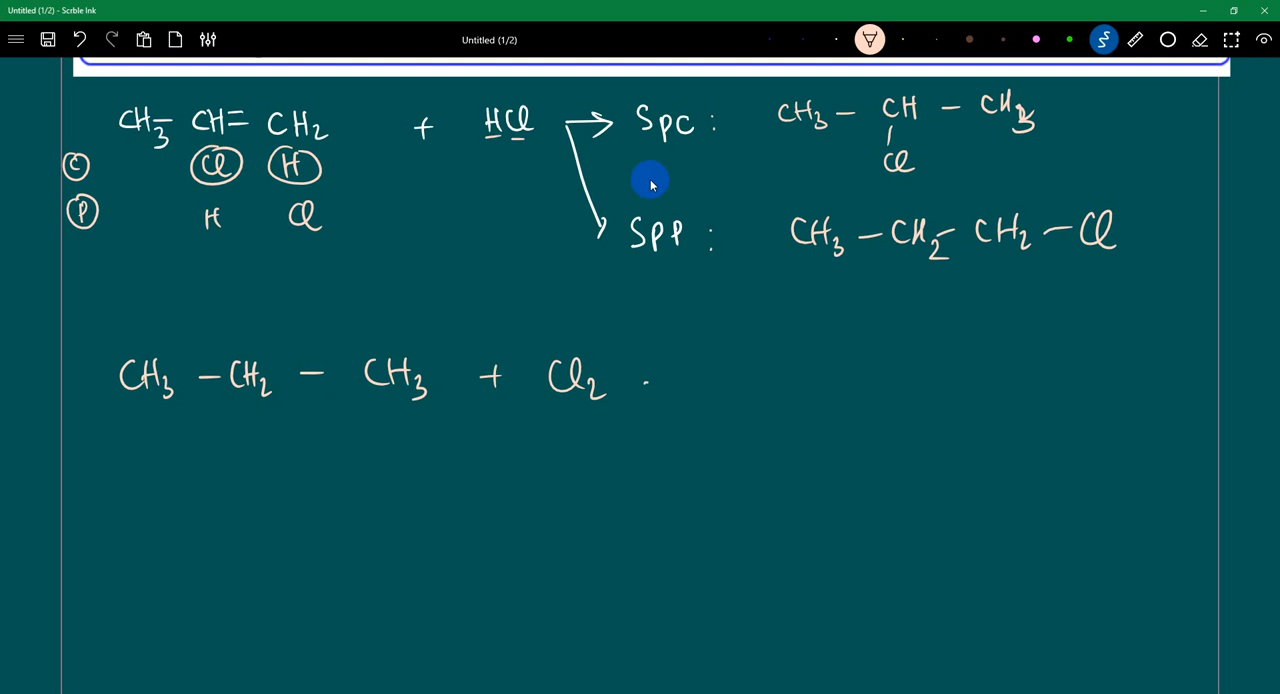 Untitled (1/2) - Scrble Ink
Untitled (1/2)
CH₃ – CH = CH₂ + HCl → Spc : CH₃ – CH – CH₃
Ⓒ Cl H Cl
Ⓟ H Cl Spp : CH₃ – CH₂ – CH₂ – Cl
CH₃ – CH₂ – CH₃ + Cl₂